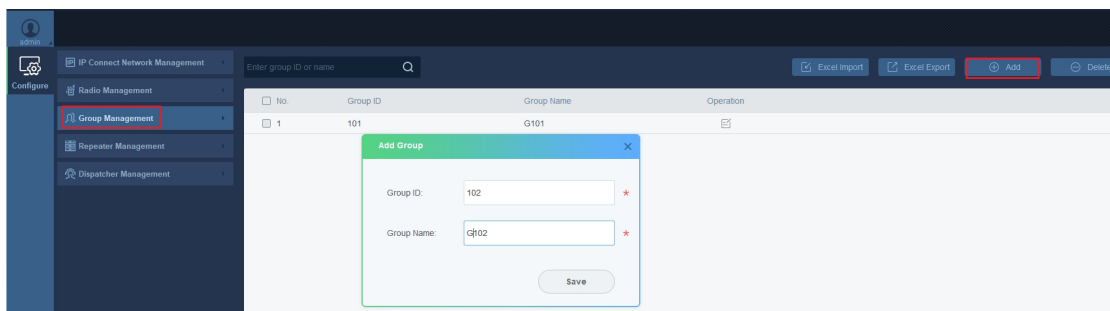 admin
Configure
IP Connect Network Management
Radio Management
Group Management
Repeater Management
Dispatcher Management
Enter group ID or name
Excel Import
Excel Export
Add
Delete
No. Group ID Group Name Operation
1 101 G101
Add Group
Group ID: 102 *
Group Name: G102 *
Save